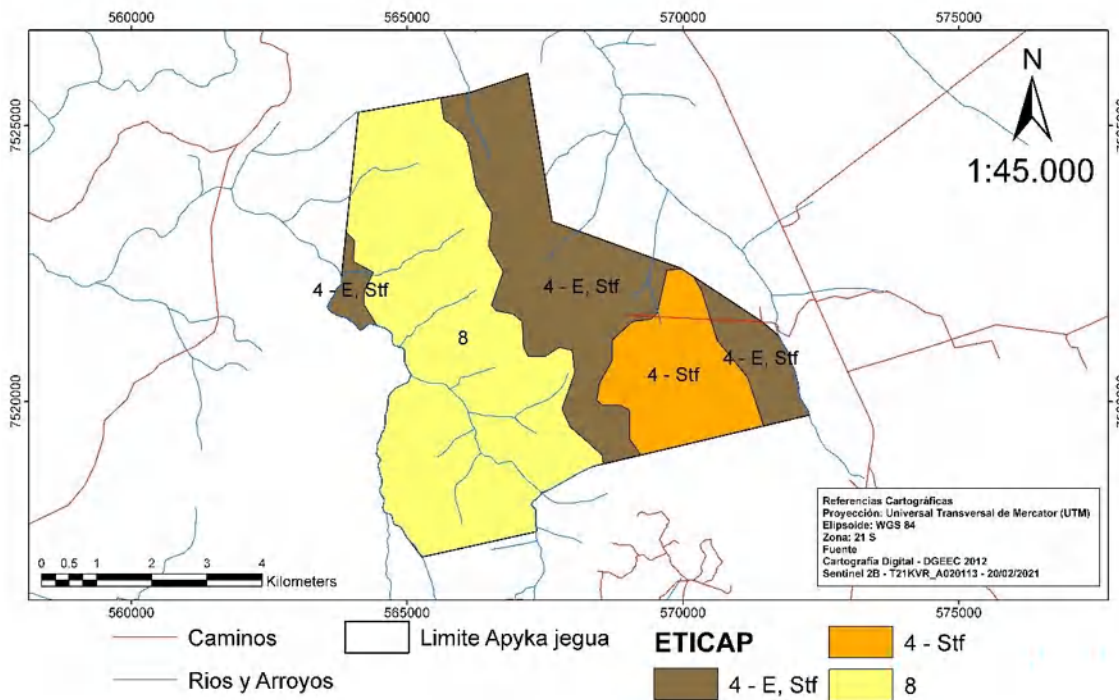 560000 565000 570000 575000
7525000
7525000
N
1:45.000
4 - E, Stf
4 - E, Stf
8
4 - Stf
4 - E, Stf
7520000
7520000
Referencias Cartográficas
Proyección: Universal Transversal de Mercator (UTM)
Elipsoide: WGS 84
Zona: 21 S
Fuente
Cartografía Digital - DGEEC 2012
Sentinel 2B - T21KVR_A020113 - 20/02/2021
0 0.5 1 2 3 4
Kilometers
560000 565000 570000 575000
Caminos
Limite Apyka jegua
ETICAP
4 - Stf
Rios y Arroyos
4 - E, Stf
8